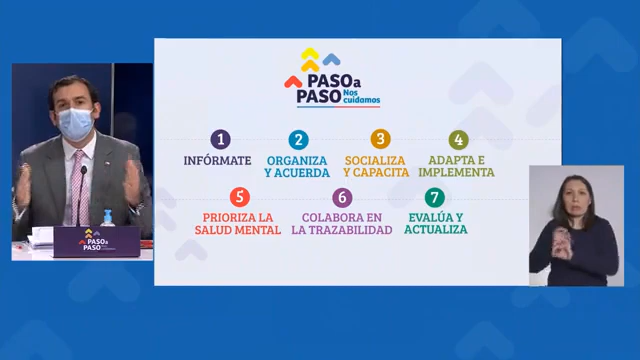 PASO a
PASO Nos
cuidamos
1
INFÓRMATE
2
ORGANIZA
Y ACUERDA
3
SOCIALIZA
Y CAPACITA
4
ADAPTA E
IMPLEMENTA
5
PRIORIZA LA
SALUD MENTAL
6
COLABORA EN
LA TRAZABILIDAD
7
EVALÚA Y
ACTUALIZA
PASO a
PASO